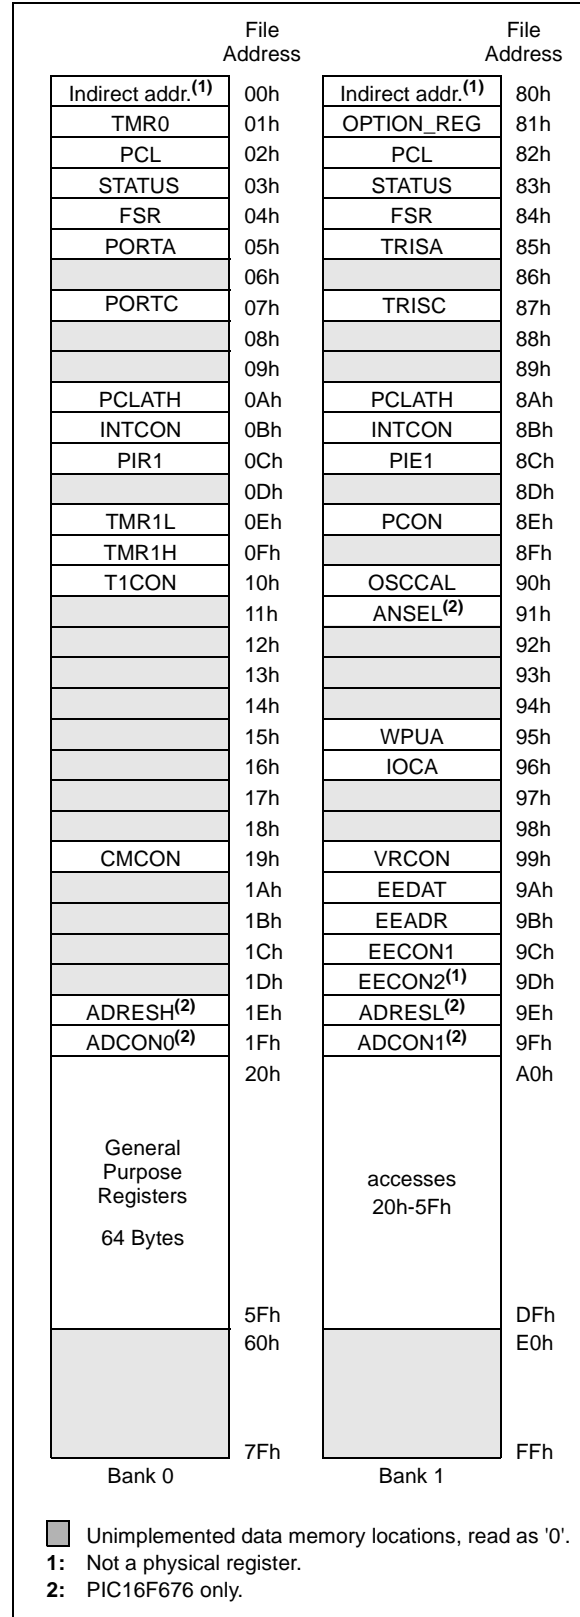 File Address File Address
Indirect addr.(1) 00h Indirect addr.(1) 80h
TMR0 01h OPTION_REG 81h
PCL 02h PCL 82h
STATUS 03h STATUS 83h
FSR 04h FSR 84h
PORTA 05h TRISA 85h
06h 86h
PORTC 07h TRISC 87h
08h 88h
09h 89h
PCLATH 0Ah PCLATH 8Ah
INTCON 0Bh INTCON 8Bh
PIR1 0Ch PIE1 8Ch
0Dh 8Dh
TMR1L 0Eh PCON 8Eh
TMR1H 0Fh 8Fh
T1CON 10h OSCCAL 90h
11h ANSEL(2) 91h
12h 92h
13h 93h
14h 94h
15h WPUA 95h
16h IOCA 96h
17h 97h
18h 98h
CMCON 19h VRCON 99h
1Ah EEDAT 9Ah
1Bh EEADR 9Bh
1Ch EECON1 9Ch
1Dh EECON2(1) 9Dh
ADRESH(2) 1Eh ADRESL(2) 9Eh
ADCON0(2) 1Fh ADCON1(2) 9Fh
20h A0h
General
Purpose
Registers
64 Bytes
accesses
20h-5Fh
5Fh DFh
60h E0h
7Fh FFh
Bank 0 Bank 1
Unimplemented data memory locations, read as '0'.
1: Not a physical register.
2: PIC16F676 only.